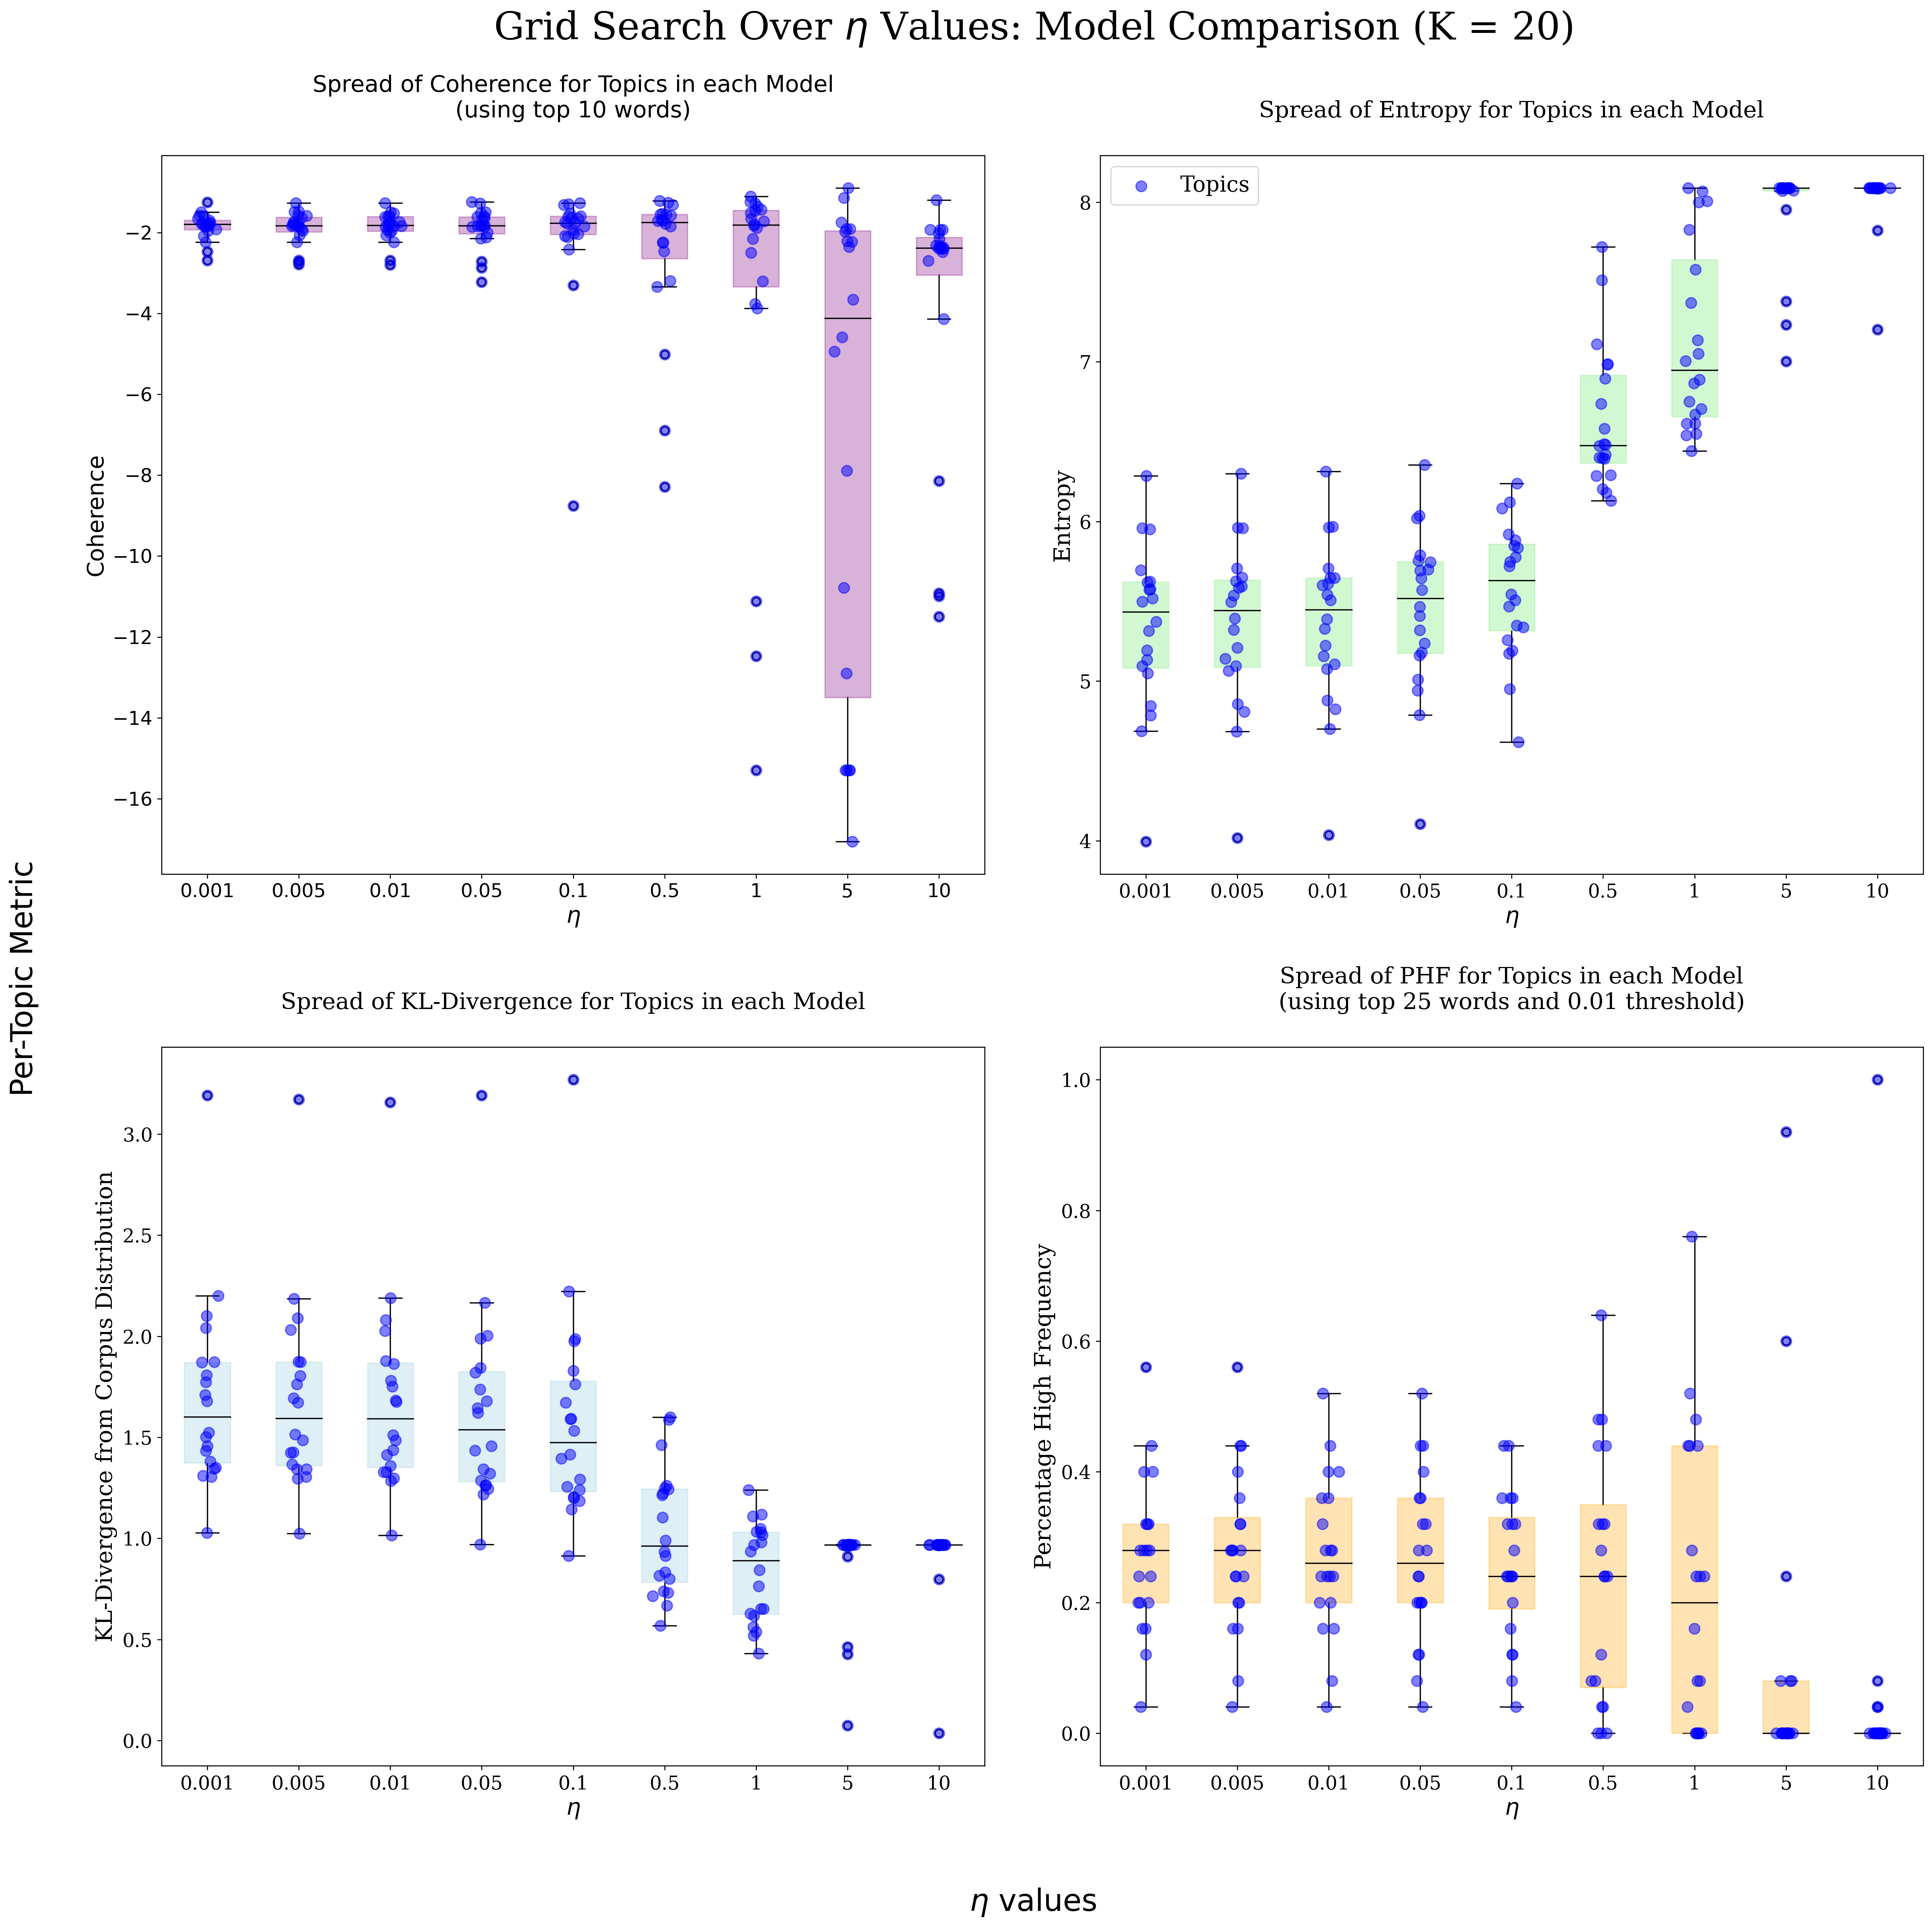 Grid Search Over η Values: Model Comparison (K = 20)
Spread of Coherence for Topics in each Model
(using top 10 words)
Coherence
−2
−4
−6
−8
−10
−12
−14
−16
0.001 0.005 0.01 0.05 0.1 0.5 1 5 10
η
Spread of Entropy for Topics in each Model
Topics
Entropy
8
7
6
5
4
0.001 0.005 0.01 0.05 0.1 0.5 1 5 10
η
Per-Topic Metric
Spread of KL-Divergence for Topics in each Model
KL-Divergence from Corpus Distribution
3.0
2.5
2.0
1.5
1.0
0.5
0.0
0.001 0.005 0.01 0.05 0.1 0.5 1 5 10
η
Spread of PHF for Topics in each Model
(using top 25 words and 0.01 threshold)
Percentage High Frequency
1.0
0.8
0.6
0.4
0.2
0.0
0.001 0.005 0.01 0.05 0.1 0.5 1 5 10
η
η values